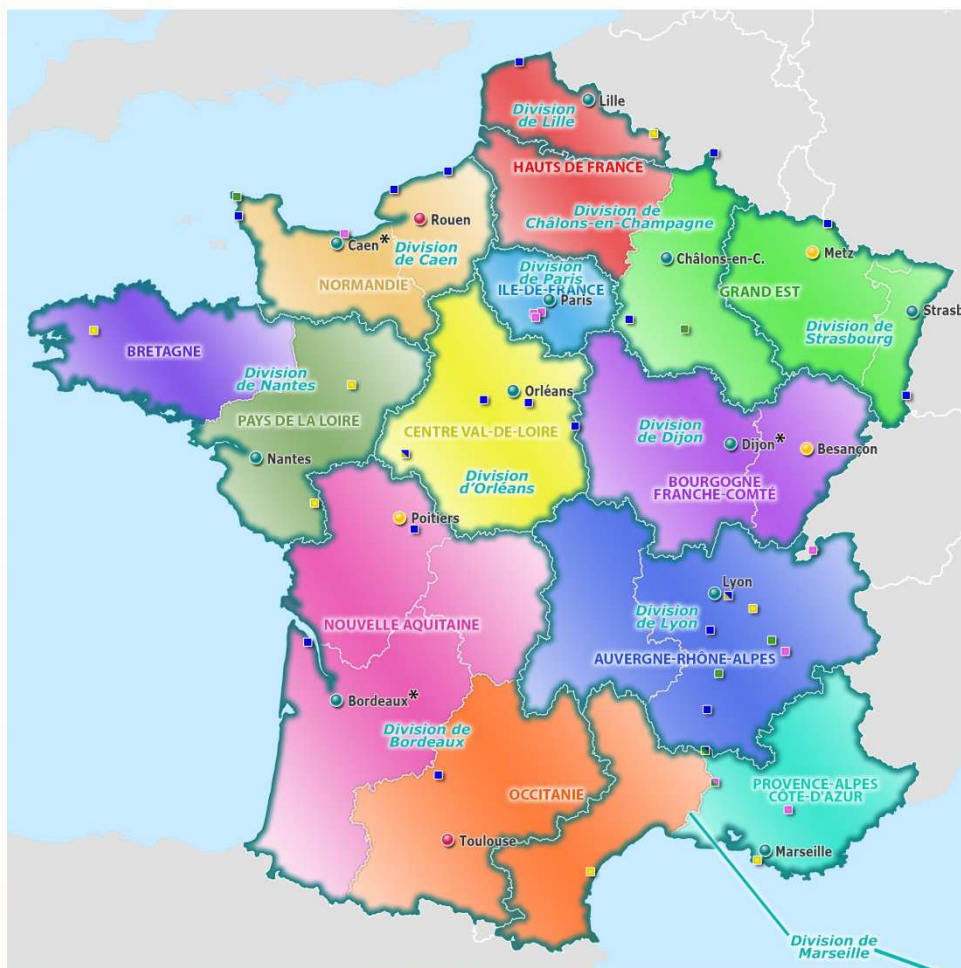 Lille
Division
de Lille
HAUTS DE FRANCE
Division de
Châlons-en-Champagne
Rouen
Caen*
Division
de Caen
NORMANDIE
Division
de Paris
ILE-DE-FRANCE
Paris
Châlons-en-C.
Metz
GRAND EST
Strasb
Division de
Strasbourg
BRETAGNE
Division
de Nantes
PAYS DE LA LOIRE
Nantes
Orléans
CENTRE VAL-DE-LOIRE
Division
d'Orléans
Division
de Dijon
Dijon*
Besançon
BOURGOGNE
FRANCHE-COMTÉ
Poitiers
NOUVELLE AQUITAINE
Lyon
Division
de Lyon
AUVERGNE-RHÔNE-ALPES
Bordeaux*
Division de
Bordeaux
OCCITANIE
Toulouse
PROVENCE-ALPES
CÔTE-D'AZUR
Marseille
Division de
Marseille